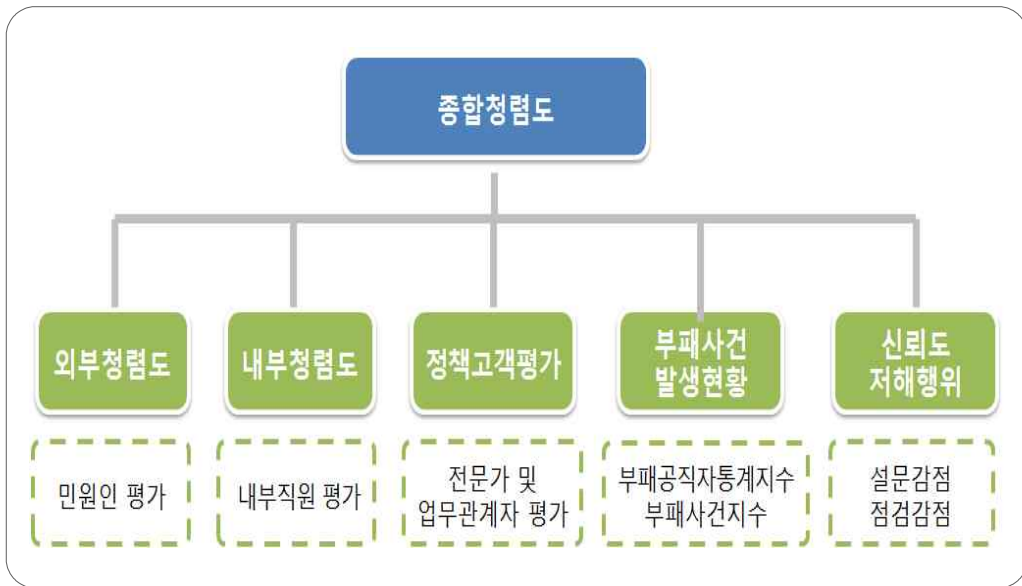 종합청렴도
외부청렴도
내부청렴도
정책고객평가
부패사건
발생현황
신뢰도
저해행위
민원인 평가
내부직원 평가
전문가 및
업무관계자 평가
부패공직자통계지수
부패사건지수
설문감점
점검감점